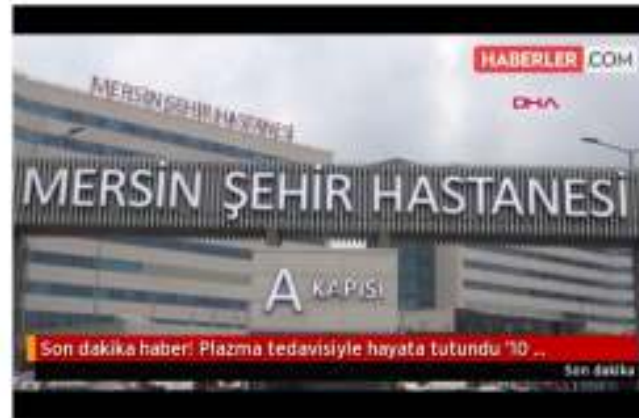 HABERLER.COM
DHA
MERSİN ŞEHİR HASTANESİ
MERSİN ŞEHİR HASTANESİ
A KAPISI
Son dakika haber! Plazma tedavisiyle hayata tutundu '10 ...
Son dakika